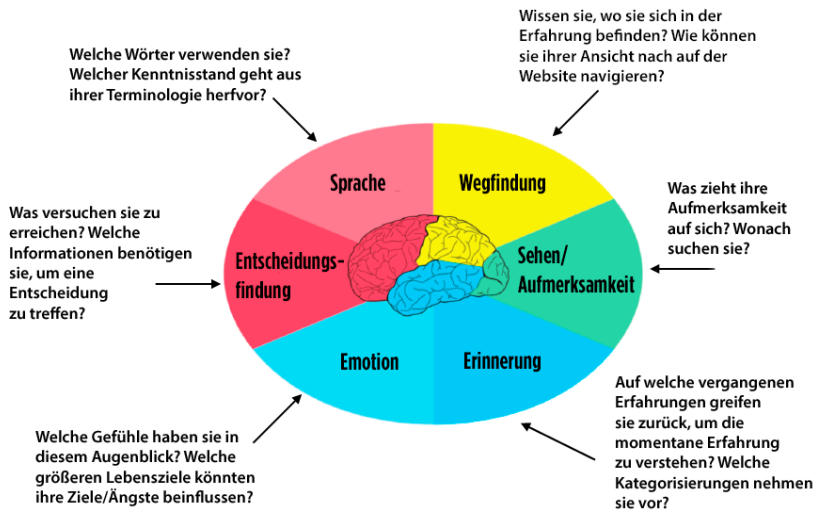 Wissen sie, wo sie sich in der
Erfahrung befinden? Wie können
sie ihrer Ansicht nach auf der
Website navigieren?
Welche Wörter verwenden sie?
Welcher Kenntnisstand geht aus
ihrer Terminologie herfvor?
Sprache
Wegfindung
Was zieht ihre
Aufmerksamkeit
auf sich? Wonach
suchen sie?
Was versuchen sie zu
erreichen? Welche
Informationen benötigen
sie, um eine
Entscheidung
zu treffen?
Entscheidungs-
findung
Sehen/
Aufmerksamkeit
Emotion
Erinnerung
Auf welche vergangenen
Erfahrungen greifen
sie zurück, um die
momentane Erfahrung
zu verstehen? Welche
Kategorisierungen nehmen
sie vor?
Welche Gefühle haben sie in
diesem Augenblick? Welche
größeren Lebensziele könnten
ihre Ziele/Ängste beinflussen?